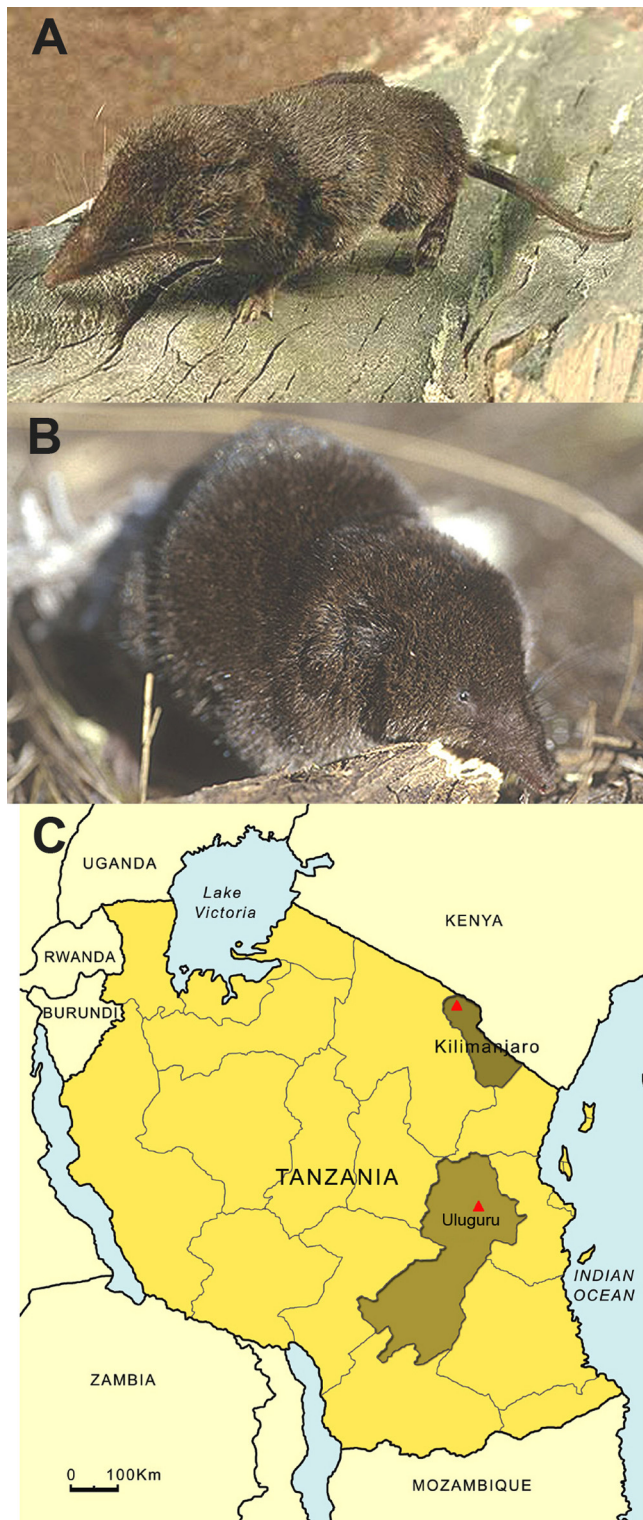 A
B
C
UGANDA
Lake
Victoria
KENYA
RWANDA
BURUNDI
Kilimanjaro
TANZANIA
Uluguru
INDIAN
OCEAN
ZAMBIA
0 100Km
MOZAMBIQUE